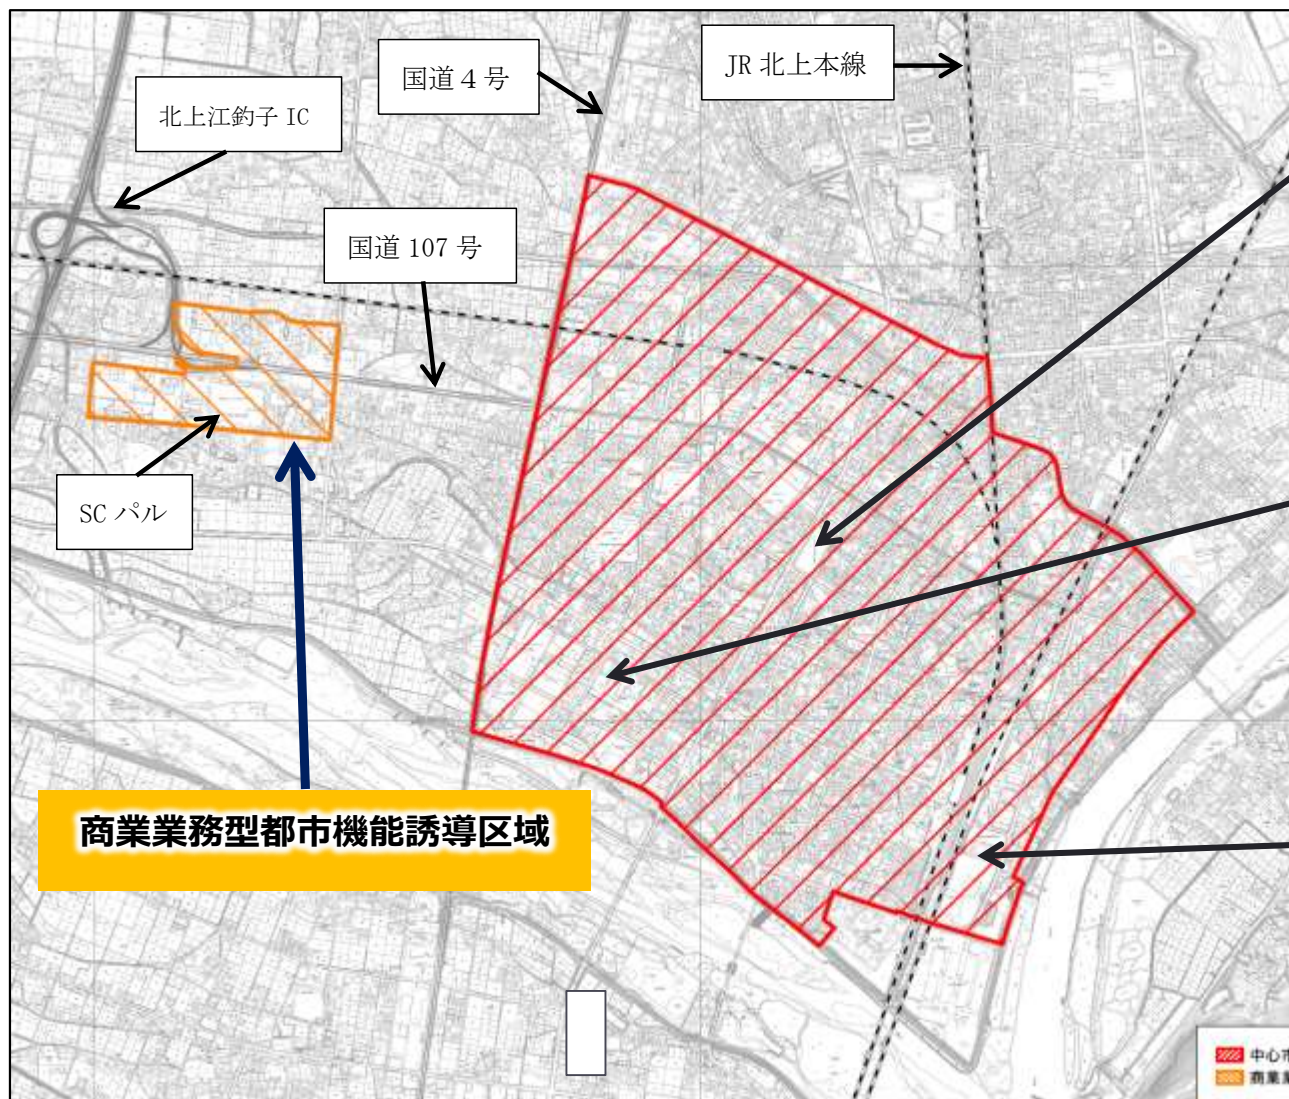 国道４号
JR 北上本線
北上江釣子 IC
国道 107 号
SC パル
商業業務型都市機能誘導区域
中心市
商業業